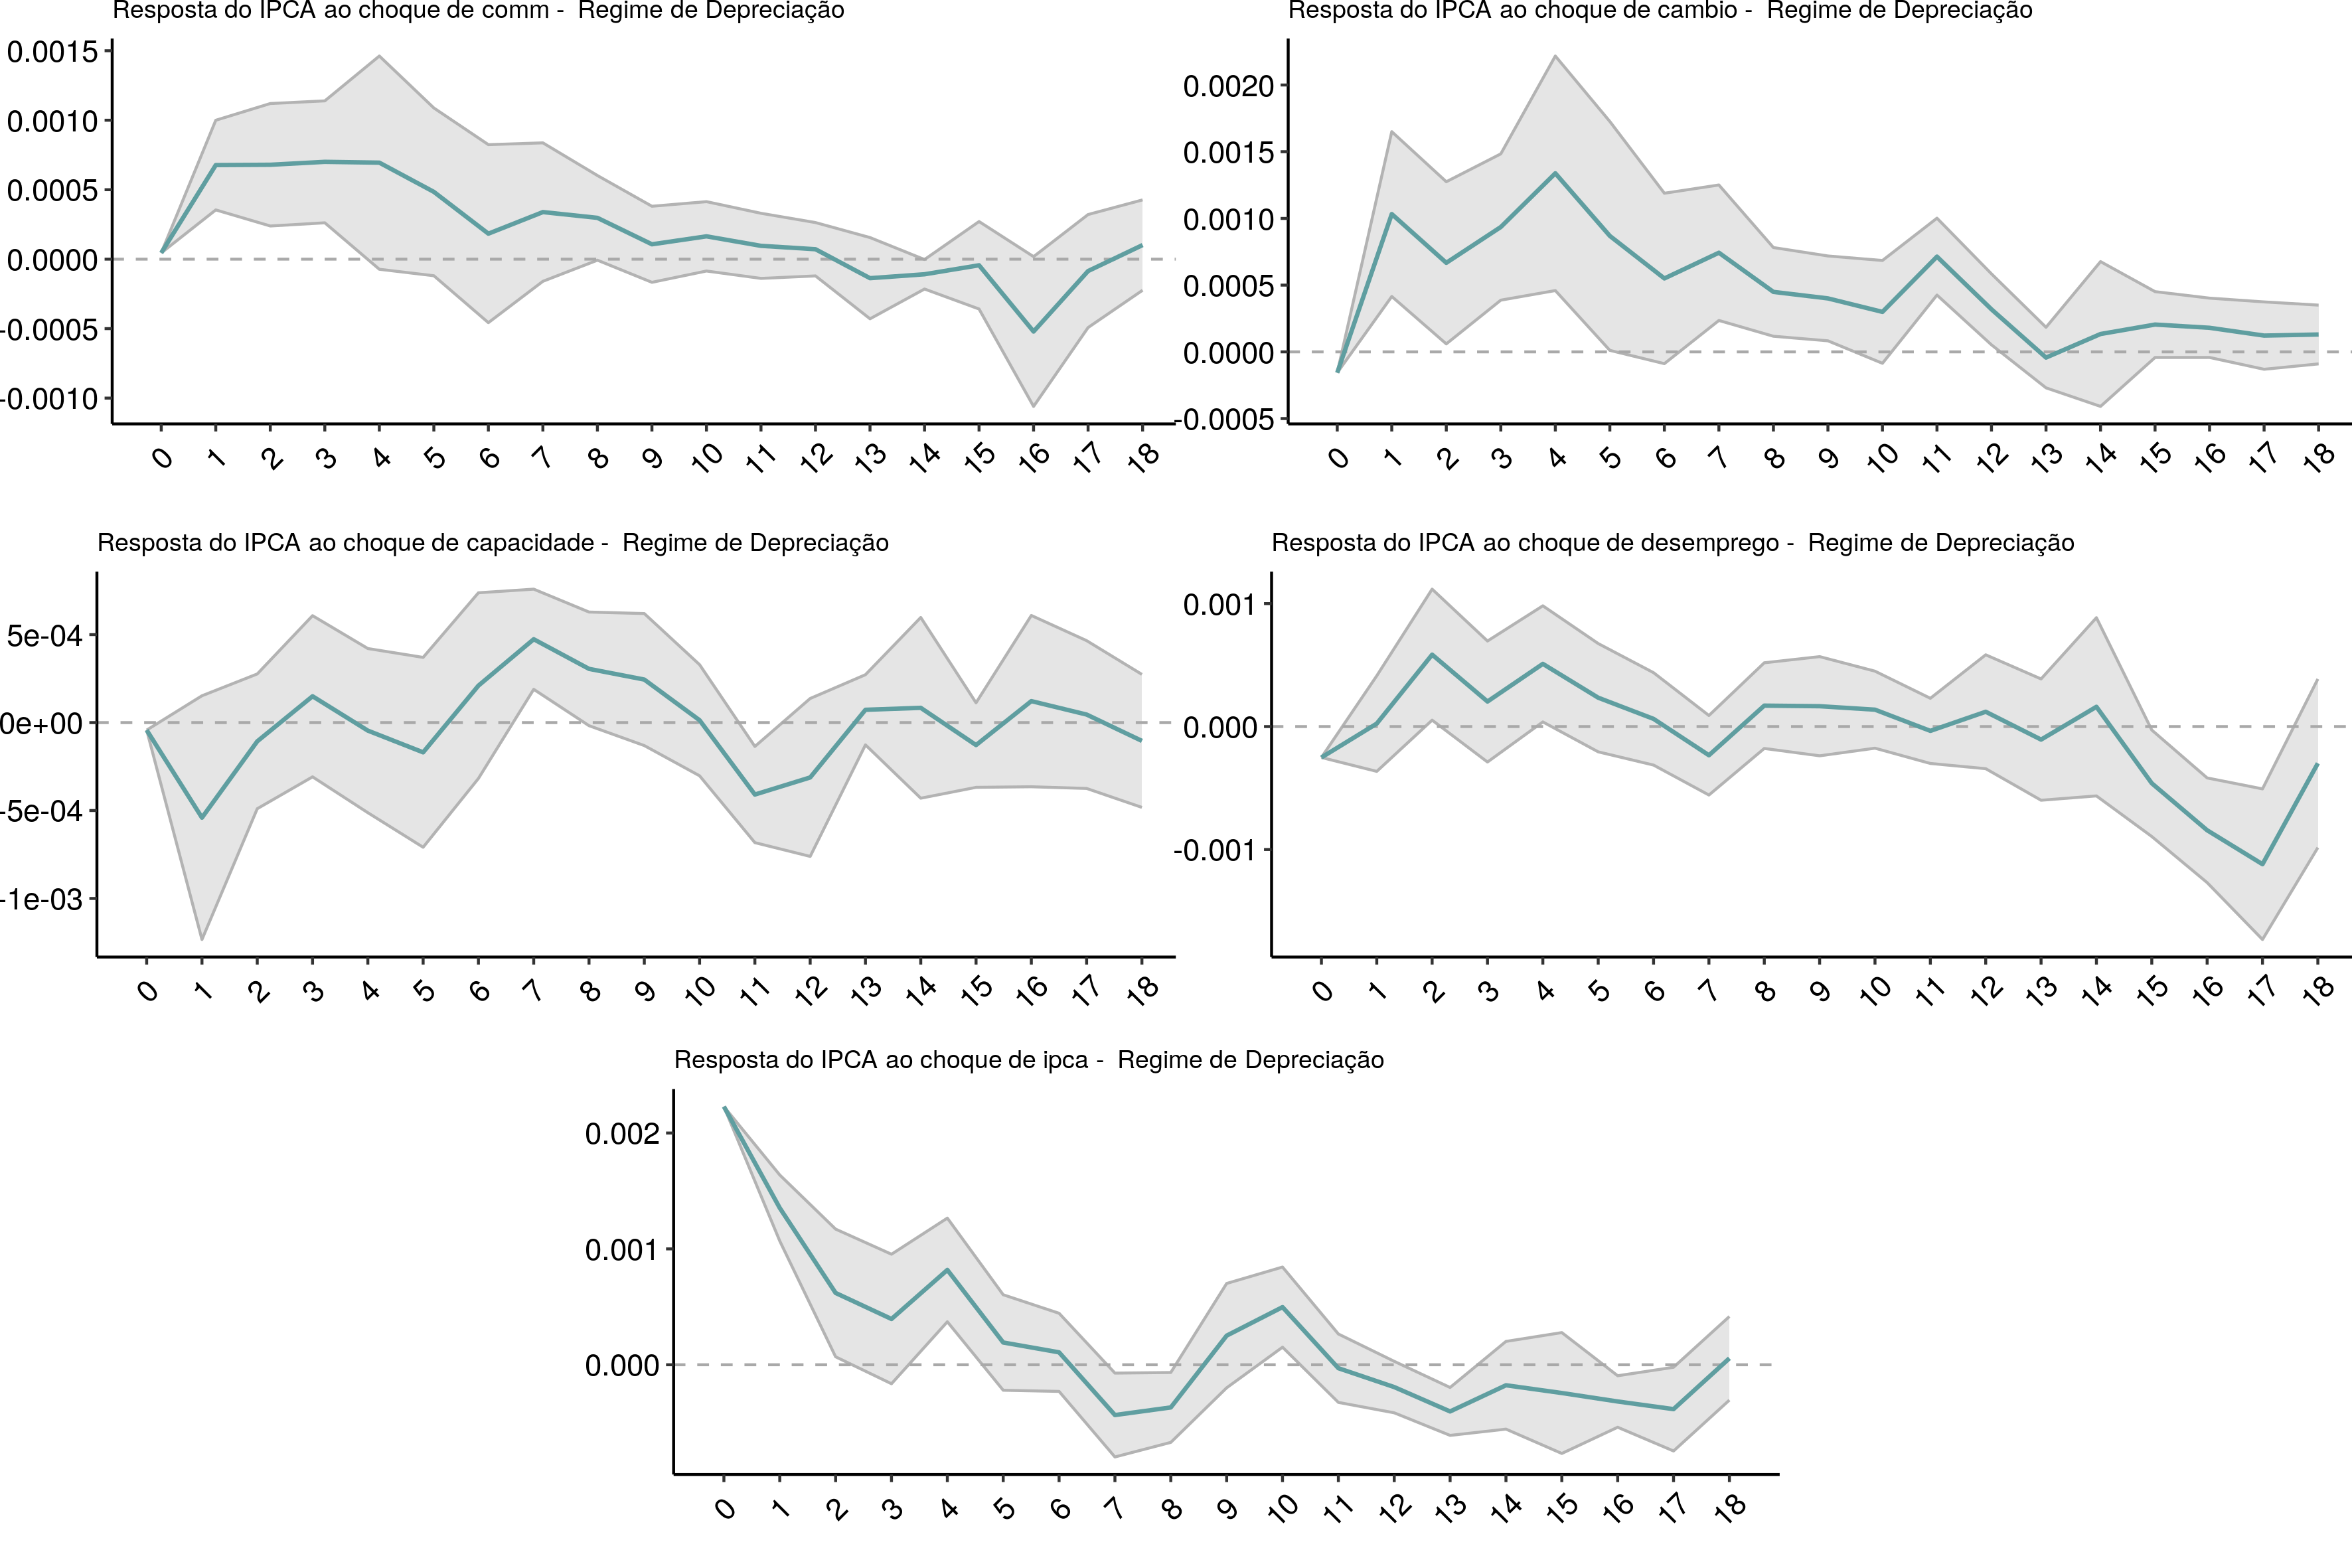 Resposta do IPCA ao choque de comm - Regime de Depreciação
0.0015
0.0010
0.0005
0.0000
-0.0005
-0.0010
0 1 2 3 4 5 6 7 8 9 10 11 12 13 14 15 16 17 18
Resposta do IPCA ao choque de cambio - Regime de Depreciação
0.0020
0.0015
0.0010
0.0005
0.0000
-0.0005
0 1 2 3 4 5 6 7 8 9 10 11 12 13 14 15 16 17 18
Resposta do IPCA ao choque de capacidade - Regime de Depreciação
5e-04
0e+00
-5e-04
-1e-03
0 1 2 3 4 5 6 7 8 9 10 11 12 13 14 15 16 17 18
Resposta do IPCA ao choque de desemprego - Regime de Depreciação
0.001
0.000
-0.001
0 1 2 3 4 5 6 7 8 9 10 11 12 13 14 15 16 17 18
Resposta do IPCA ao choque de ipca - Regime de Depreciação
0.002
0.001
0.000
0 1 2 3 4 5 6 7 8 9 10 11 12 13 14 15 16 17 18